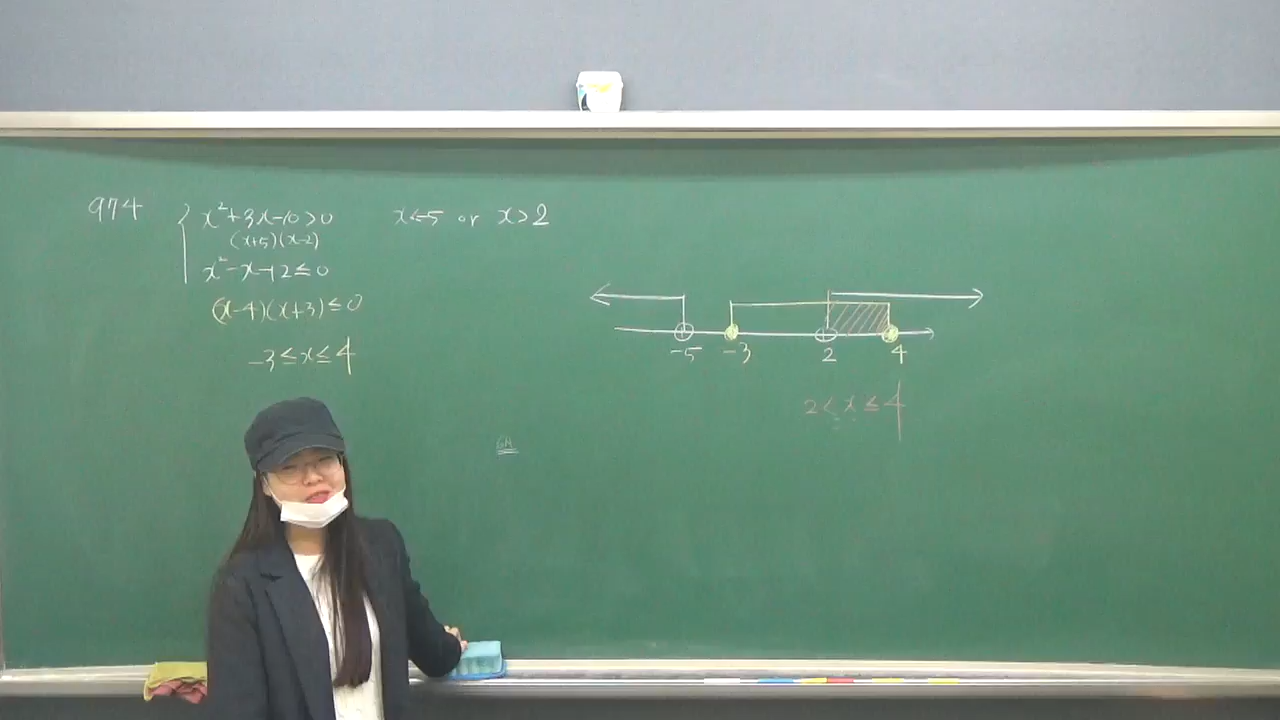 974
x²+3x-10>0
x<-5 or x>2
(x+5)(x-2)
x²-x-12≤0
(x-4)(x+3)≤0
-3≤x≤4
-5 -3 2 4
2<x≤4